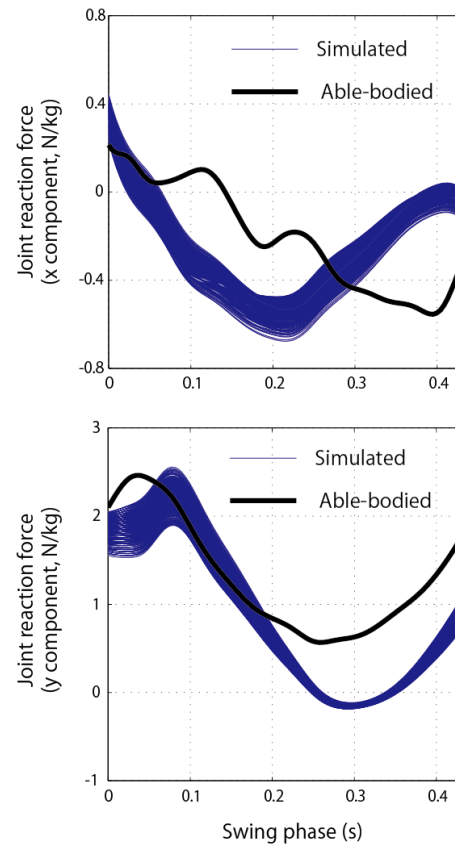 0.8
Simulated
Able-bodied
0.4
0
-0.4
-0.8
Joint reaction force
(x component, N/kg)
0 0.1 0.2 0.3 0.4
3
Simulated
Able-bodied
2
1
0
-1
Joint reaction force
(y component, N/kg)
0 0.1 0.2 0.3 0.4
Swing phase (s)